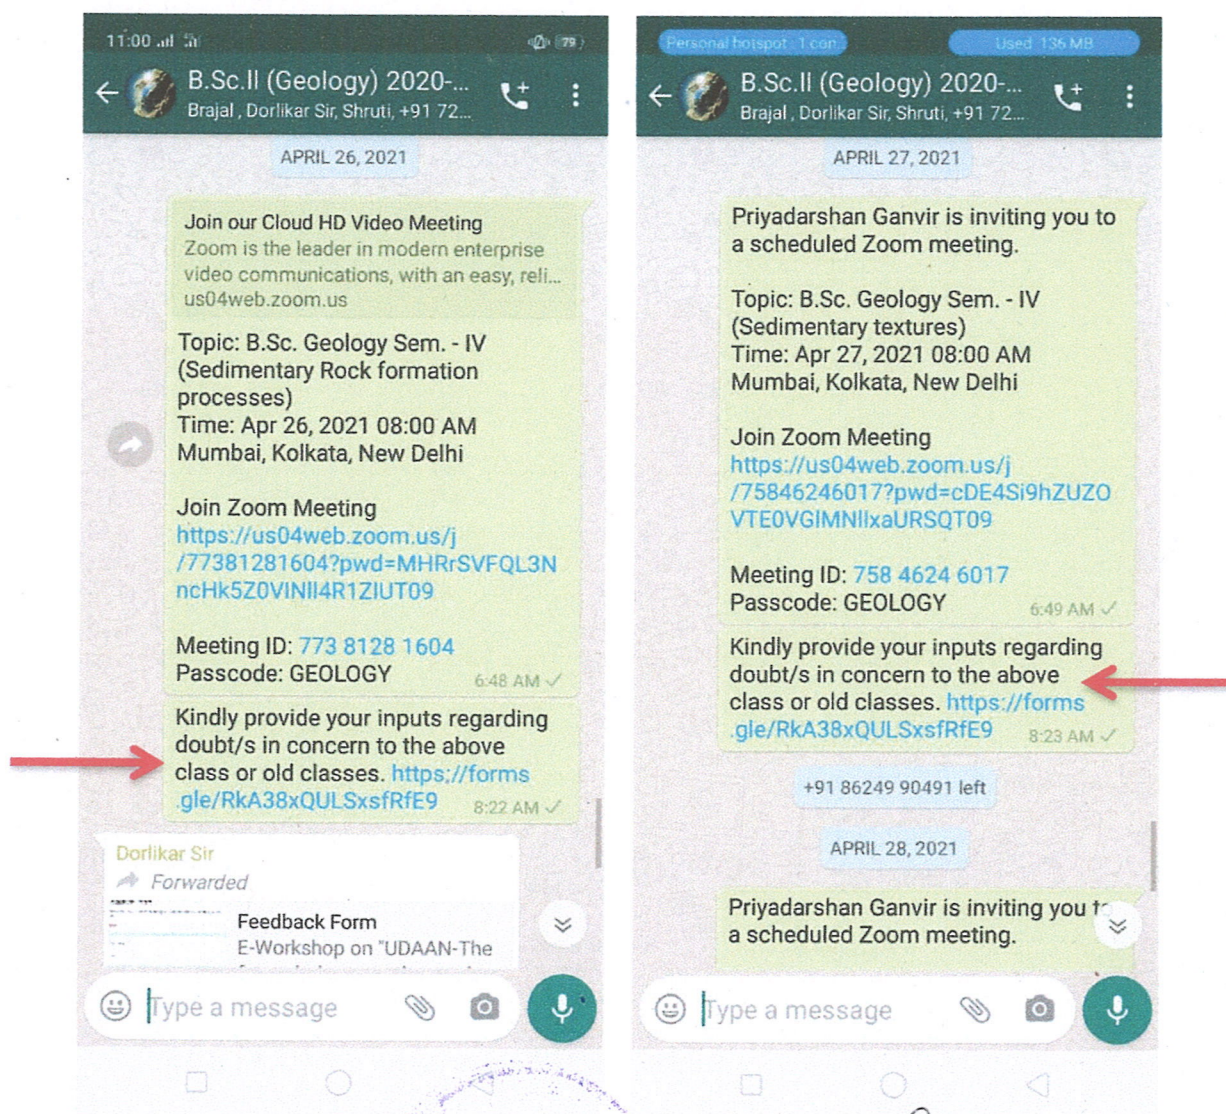 11:00
79
B.Sc.II (Geology) 2020-...
Brajal , Dorlikar Sir, Shruti, +91 72...
APRIL 26, 2021
Join our Cloud HD Video Meeting
Zoom is the leader in modern enterprise
video communications, with an easy, reli...
us04web.zoom.us
Topic: B.Sc. Geology Sem. - IV
(Sedimentary Rock formation
processes)
Time: Apr 26, 2021 08:00 AM
Mumbai, Kolkata, New Delhi
Join Zoom Meeting
https://us04web.zoom.us/j
/77381281604?pwd=MHRrSVFQL3N
ncHk5Z0VINll4R1ZIUT09
Meeting ID: 773 8128 1604
Passcode: GEOLOGY
6:48 AM
Kindly provide your inputs regarding
doubt/s in concern to the above
class or old classes. https://forms
.gle/RkA38xQULSxsfRfE9
8:22 AM
Dorlikar Sir
Forwarded
Feedback Form
E-Workshop on "UDAAN-The
Type a message
Personal hotspot : 1 con
Used 136 MB
B.Sc.II (Geology) 2020-...
Brajal , Dorlikar Sir, Shruti, +91 72...
APRIL 27, 2021
Priyadarshan Ganvir is inviting you to
a scheduled Zoom meeting.
Topic: B.Sc. Geology Sem. - IV
(Sedimentary textures)
Time: Apr 27, 2021 08:00 AM
Mumbai, Kolkata, New Delhi
Join Zoom Meeting
https://us04web.zoom.us/j
/75846246017?pwd=cDE4Si9hZUZO
VTE0VGlMNllxaURSQT09
Meeting ID: 758 4624 6017
Passcode: GEOLOGY
6:49 AM
Kindly provide your inputs regarding
doubt/s in concern to the above
class or old classes. https://forms
.gle/RkA38xQULSxsfRfE9
8:23 AM
+91 86249 90491 left
APRIL 28, 2021
Priyadarshan Ganvir is inviting you to
a scheduled Zoom meeting.
Type a message